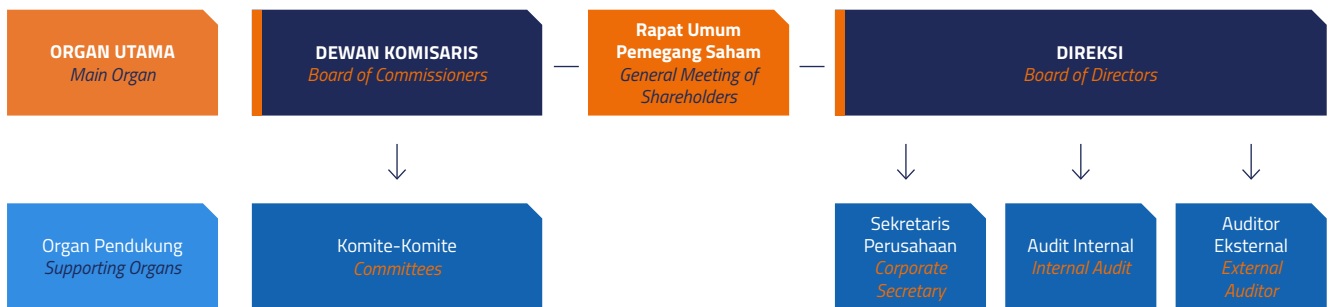 ORGAN UTAMA
Main Organ
DEWAN KOMISARIS
Board of Commissioners
Rapat Umum
Pemegang Saham
General Meeting of
Shareholders
DIREKSI
Board of Directors
Organ Pendukung
Supporting Organs
Komite-Komite
Committees
Sekretaris
Perusahaan
Corporate
Secretary
Audit Internal
Internal Audit
Auditor
Eksternal
External
Auditor